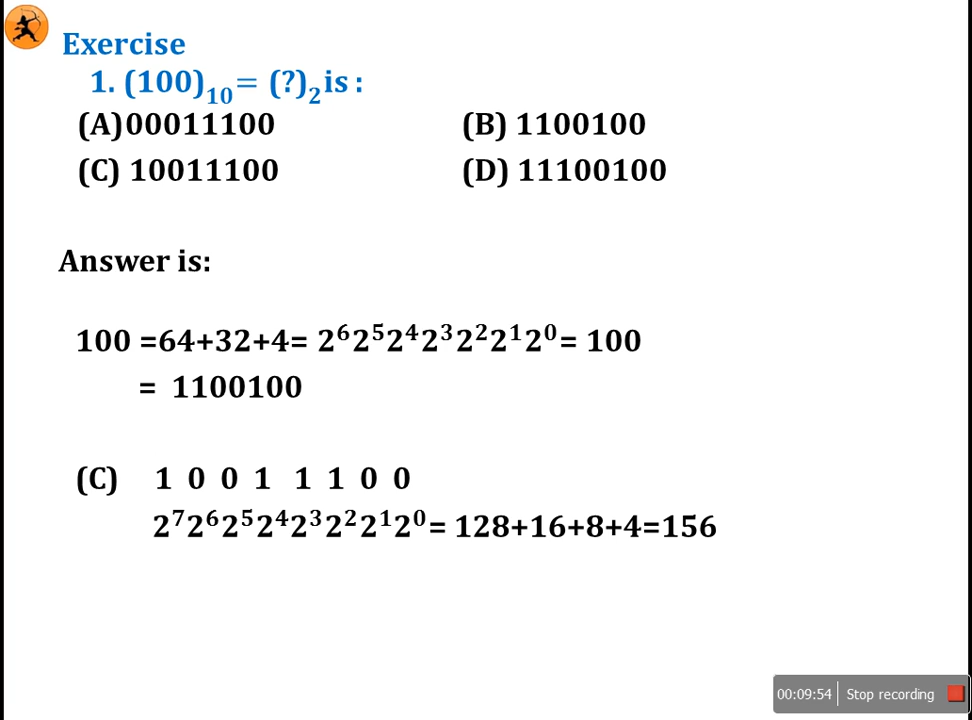 Exercise
1. (100)₁₀ = (?)₂ is :
(A)00011100 (B) 1100100
(C) 10011100 (D) 11100100
Answer is:
100 =64+32+4= 2⁶2⁵2⁴2³2²2¹2⁰= 100
= 1100100
(C) 1 0 0 1 1 1 0 0
2⁷2⁶2⁵2⁴2³2²2¹2⁰= 128+16+8+4=156
00:09:54 Stop recording